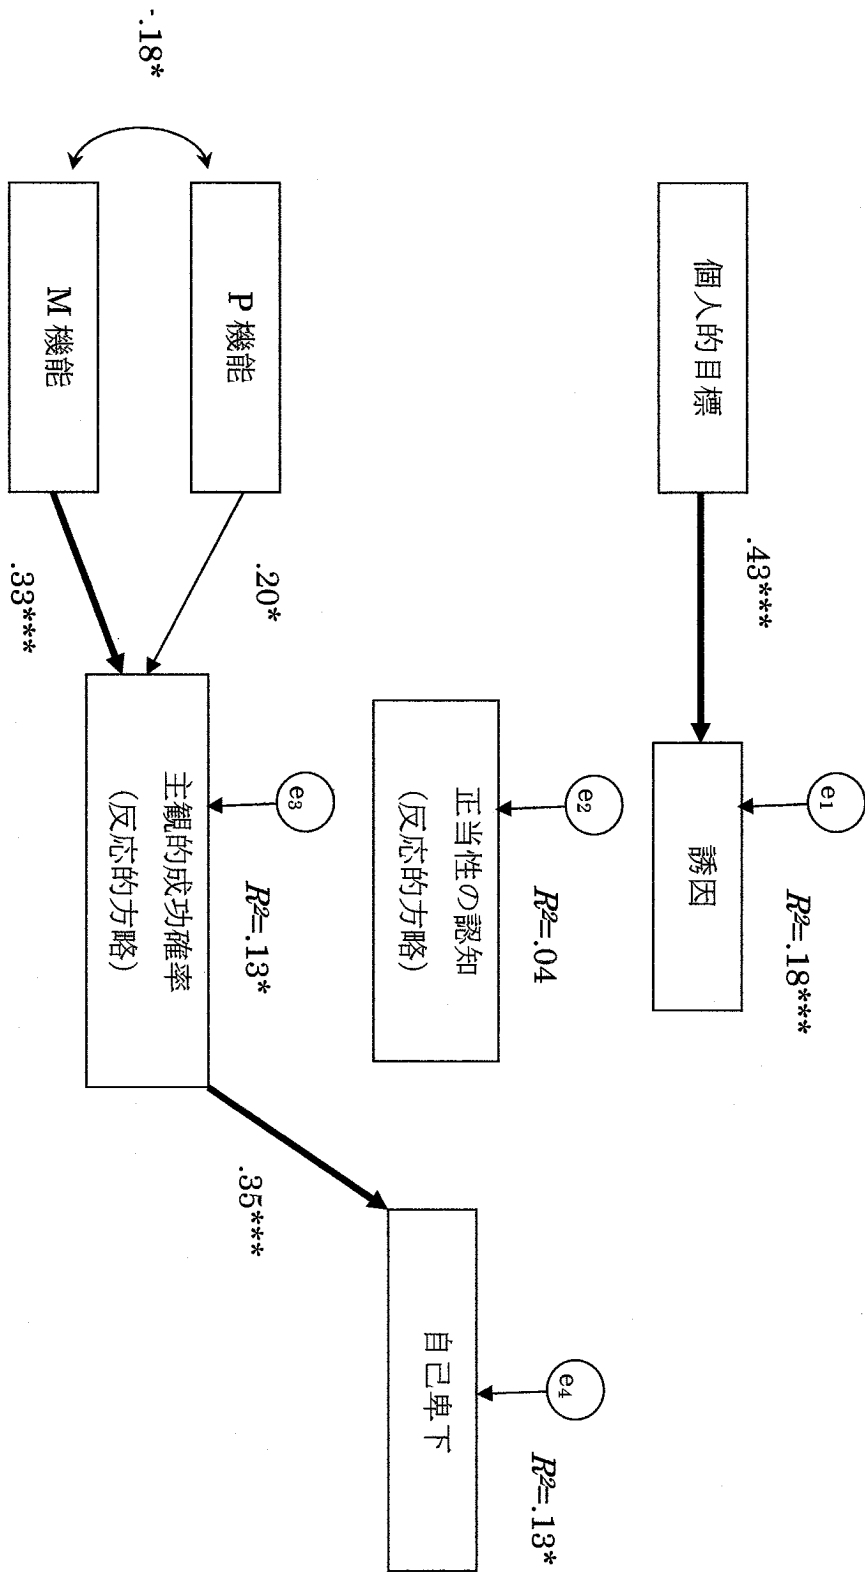 個人的目標
.43***
e1
R²=.18***
誘因
e2
R²=.04
正当性の認知
(反応的方略)
-.18*
P 機能
.20*
M 機能
.33***
e3
R²=.13*
主観的成功確率
(反応的方略)
.35***
e4
R²=.13*
自己卑下